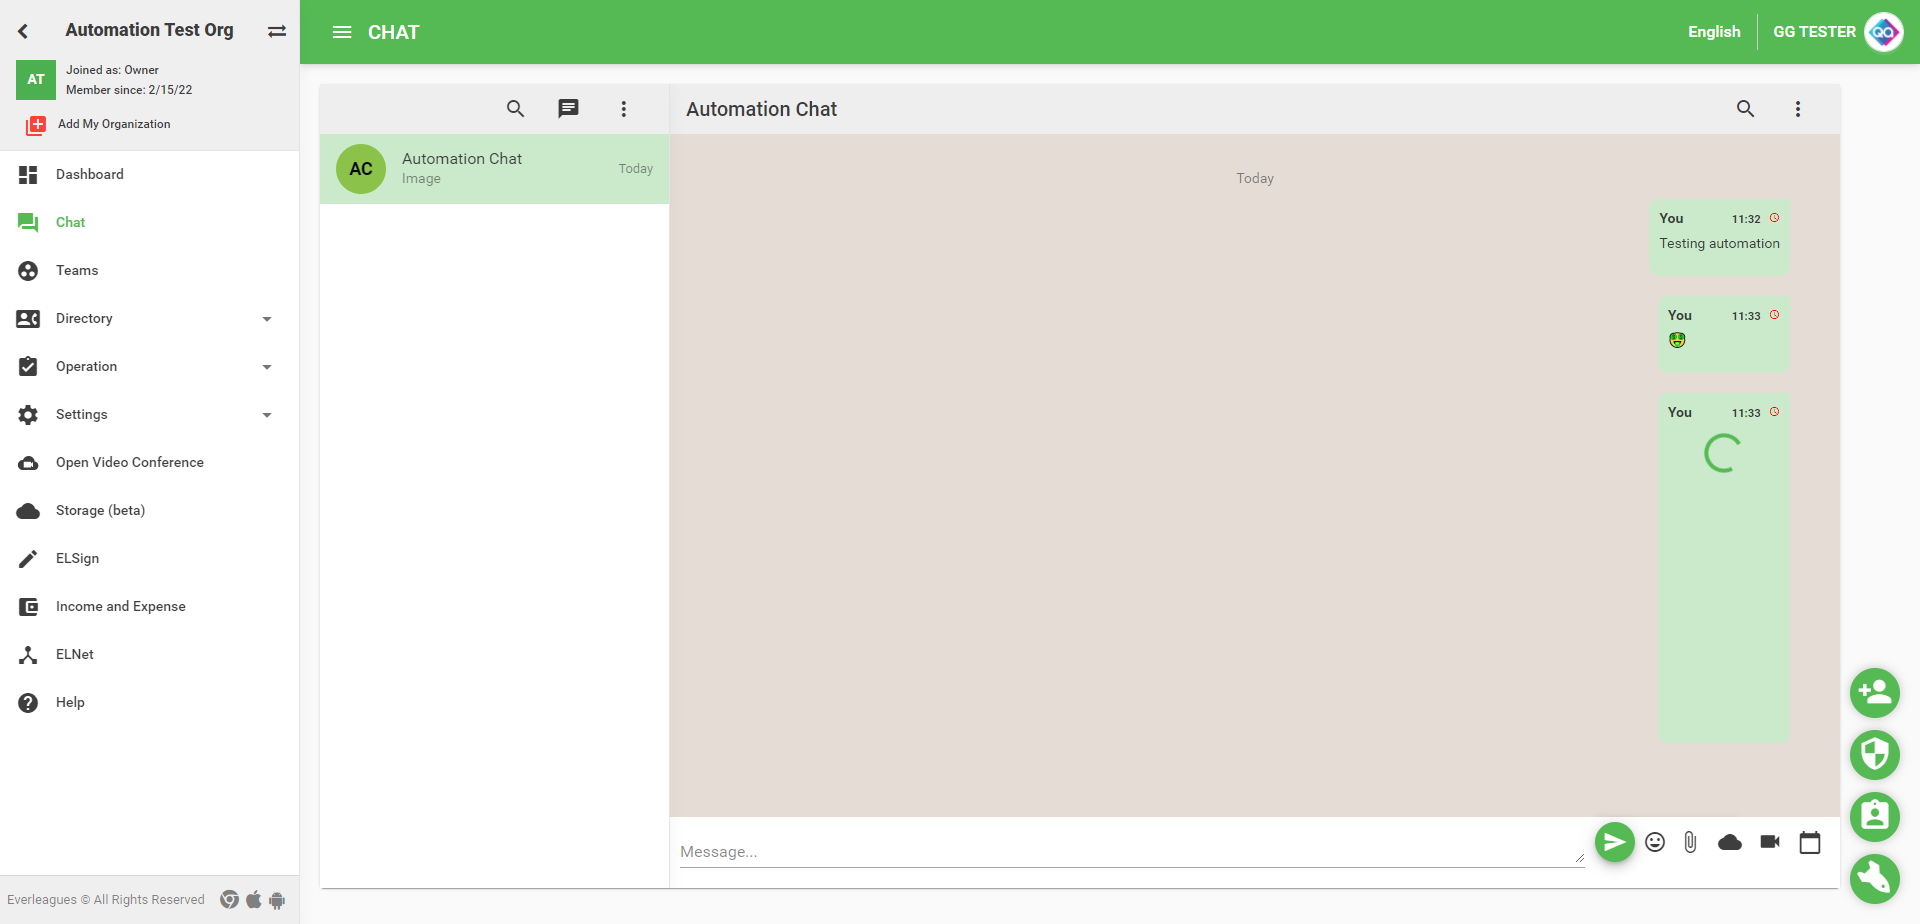 Automation Test Org
AT
Joined as: Owner
Member since: 2/15/22
Add My Organization
Dashboard
Chat
Teams
Directory
Operation
Settings
Open Video Conference
Storage (beta)
ELSign
Income and Expense
ELNet
Help
Everleagues © All Rights Reserved
CHAT
English
GG TESTER
QA
Automation Chat
AC
Automation Chat
Image
Today
Today
You 11:32
Testing automation
You 11:33
You 11:33
Message...